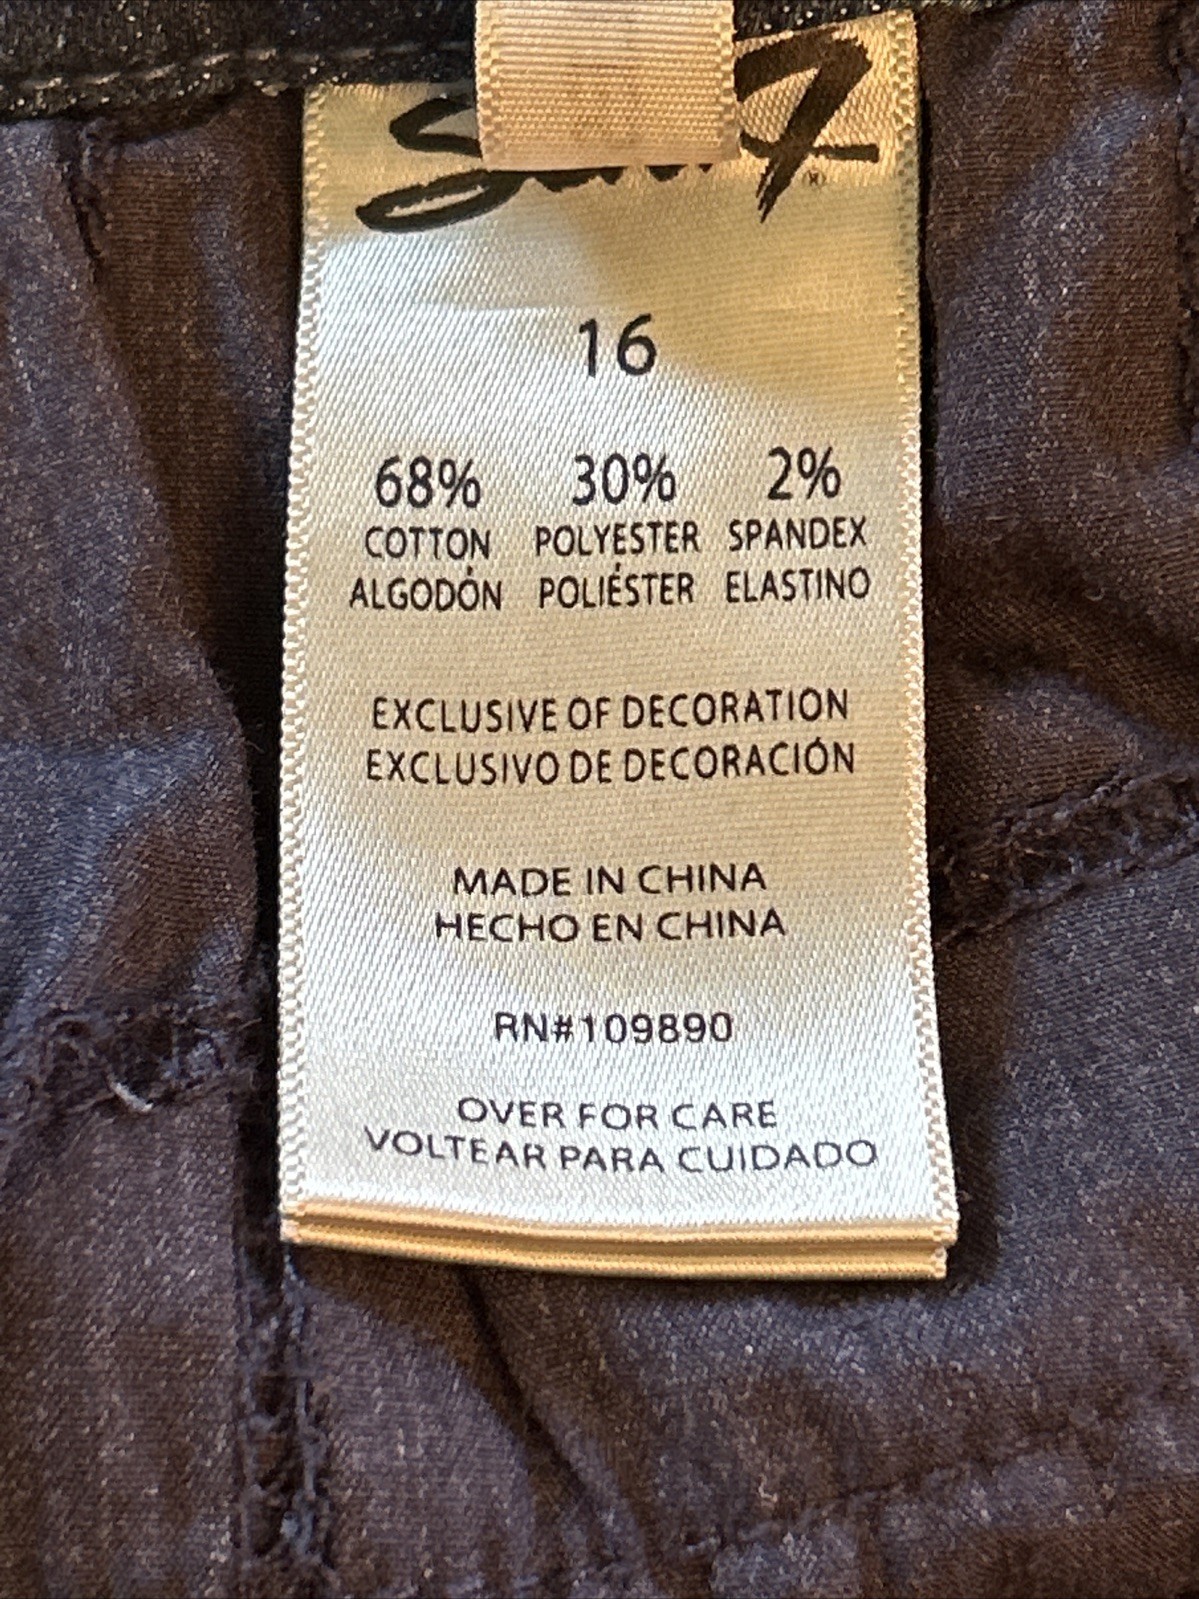 16
68% 30% 2%
COTTON POLYESTER SPANDEX
ALGODÓN POLIÉSTER ELASTINO
EXCLUSIVE OF DECORATION
EXCLUSIVO DE DECORACIÓN
MADE IN CHINA
HECHO EN CHINA
RN#109890
OVER FOR CARE
VOLTEAR PARA CUIDADO